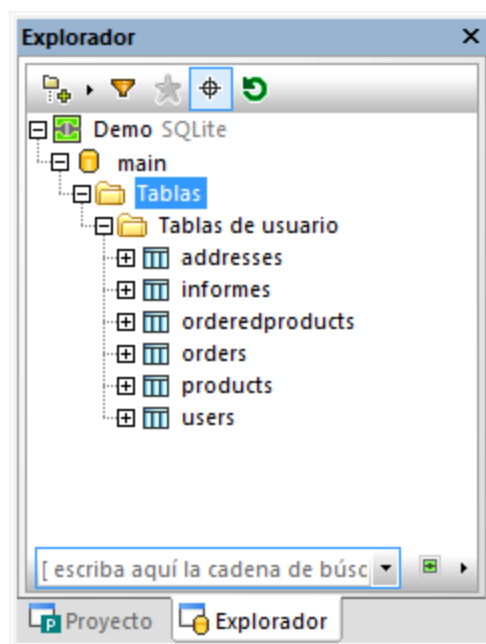 Explorador
Demo SQLite
main
Tablas
Tablas de usuario
addresses
informes
orderedproducts
orders
products
users
[ escriba aquí la cadena de búsc
Proyecto
Explorador